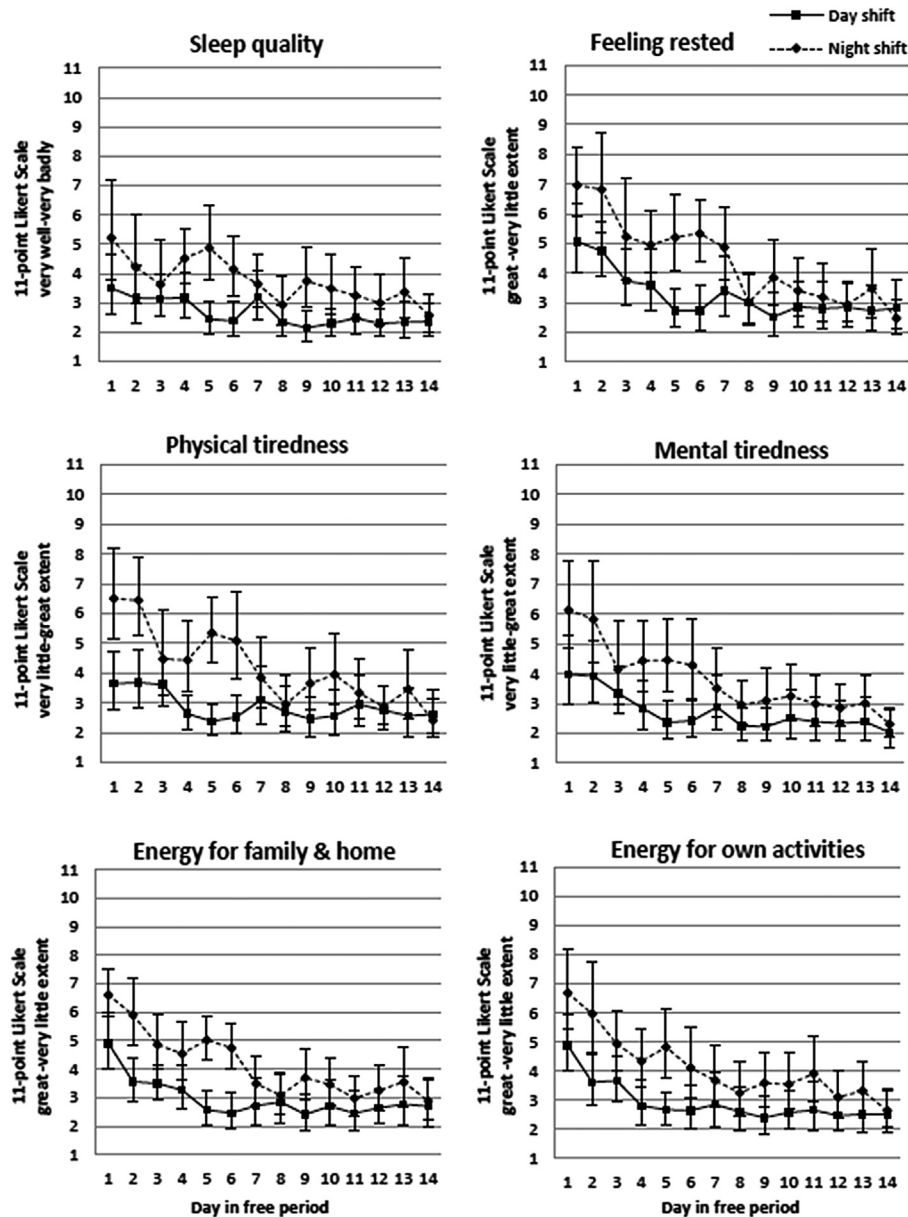 Day shift
Night shift
Sleep quality
11
10
9
8
7
6
5
4
3
2
1
11-point Likert Scale
very well-very badly
1 2 3 4 5 6 7 8 9 10 11 12 13 14
Feeling rested
11
10
9
8
7
6
5
4
3
2
1
11-point Likert Scale
great -very little extent
1 2 3 4 5 6 7 8 9 10 11 12 13 14
Physical tiredness
11
10
9
8
7
6
5
4
3
2
1
11-point Likert Scale
very little-great extent
1 2 3 4 5 6 7 8 9 10 11 12 13 14
Mental tiredness
11
10
9
8
7
6
5
4
3
2
1
11-point Likert Scale
very little-great extent
1 2 3 4 5 6 7 8 9 10 11 12 13 14
Energy for family & home
11
10
9
8
7
6
5
4
3
2
1
11-point Likert Scale
great -very little extent
1 2 3 4 5 6 7 8 9 10 11 12 13 14
Day in free period
Energy for own activities
11
10
9
8
7
6
5
4
3
2
1
11-point Likert Scale
great -very little extent
1 2 3 4 5 6 7 8 9 10 11 12 13 14
Day in free period